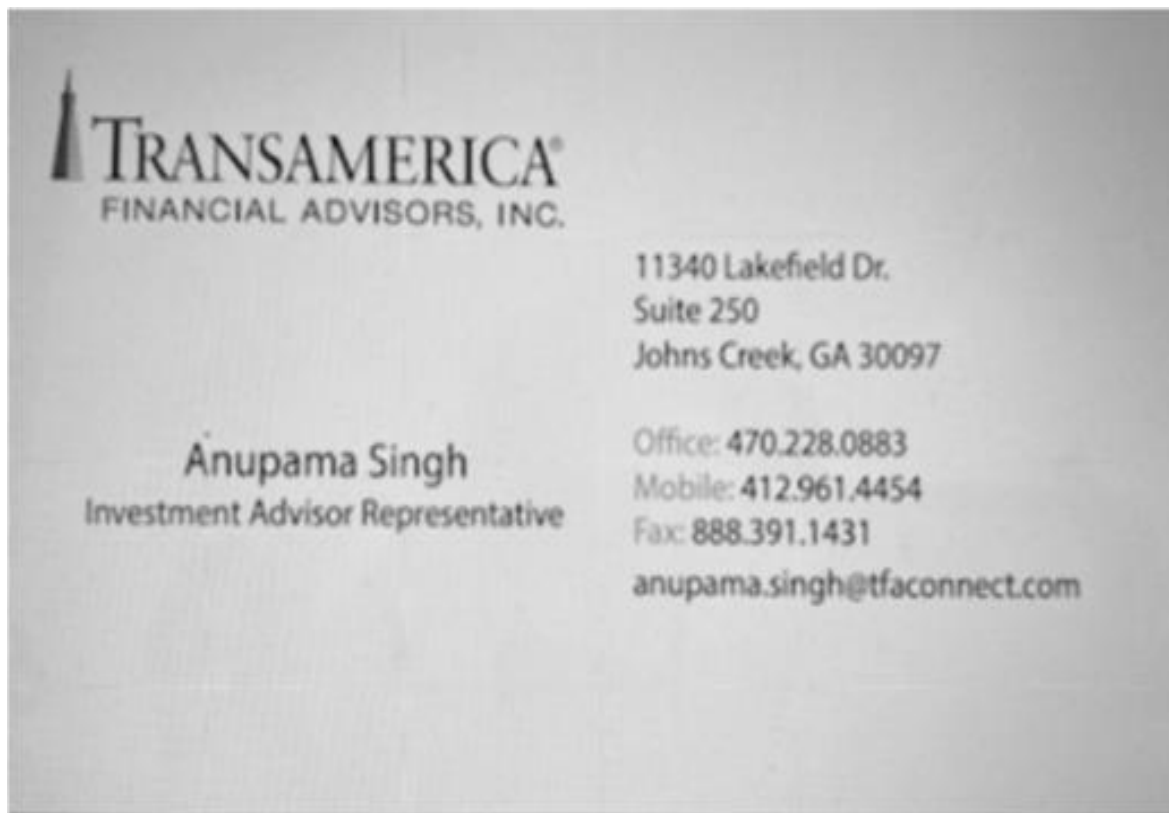 TRANSAMERICA®
FINANCIAL ADVISORS, INC.
11340 Lakefield Dr.
Suite 250
Johns Creek, GA 30097
Anupama Singh
Investment Advisor Representative
Office: 470.228.0883
Mobile: 412.961.4454
Fax: 888.391.1431
anupama.singh@tfaconnect.com